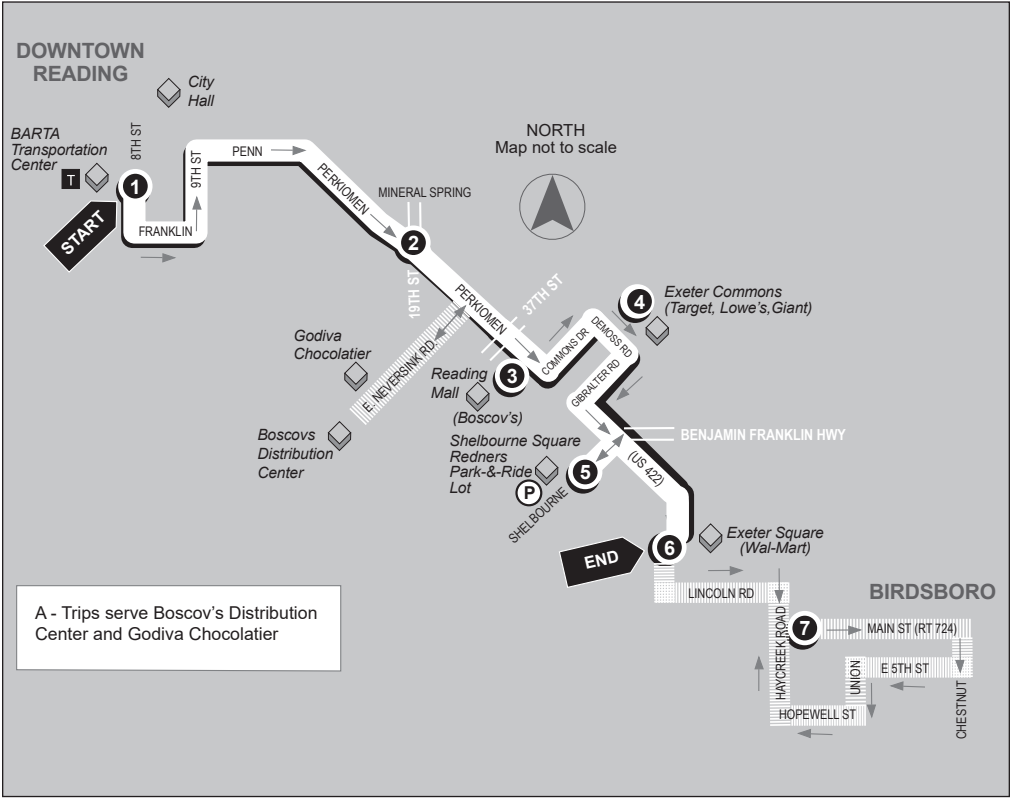 DOWNTOWN
READING
City
Hall
BARTA
Transportation
Center
T
8TH ST
1
START
FRANKLIN
9TH ST
PENN
PERKIOMEN
MINERAL SPRING
2
19TH ST
NORTH
Map not to scale
PERKIOMEN
37TH ST
E. NEVERSINK RD.
Godiva
Chocolatier
Boscovs
Distribution
Center
Reading
Mall
(Boscov's)
3
COMMONS DR
DEMOSS RD
4
Exeter Commons
(Target, Lowe's,Giant)
GIBRALTER RD
BENJAMIN FRANKLIN HWY
(US 422)
Shelbourne Square
Redners
Park-&-Ride
Lot
P
5
SHELBOURNE
6
END
Exeter Square
(Wal-Mart)
LINCOLN RD
BIRDSBORO
HAYCREEK ROAD
7
MAIN ST (RT 724)
E 5TH ST
UNION
CHESTNUT
HOPEWELL ST
A - Trips serve Boscov's Distribution
Center and Godiva Chocolatier